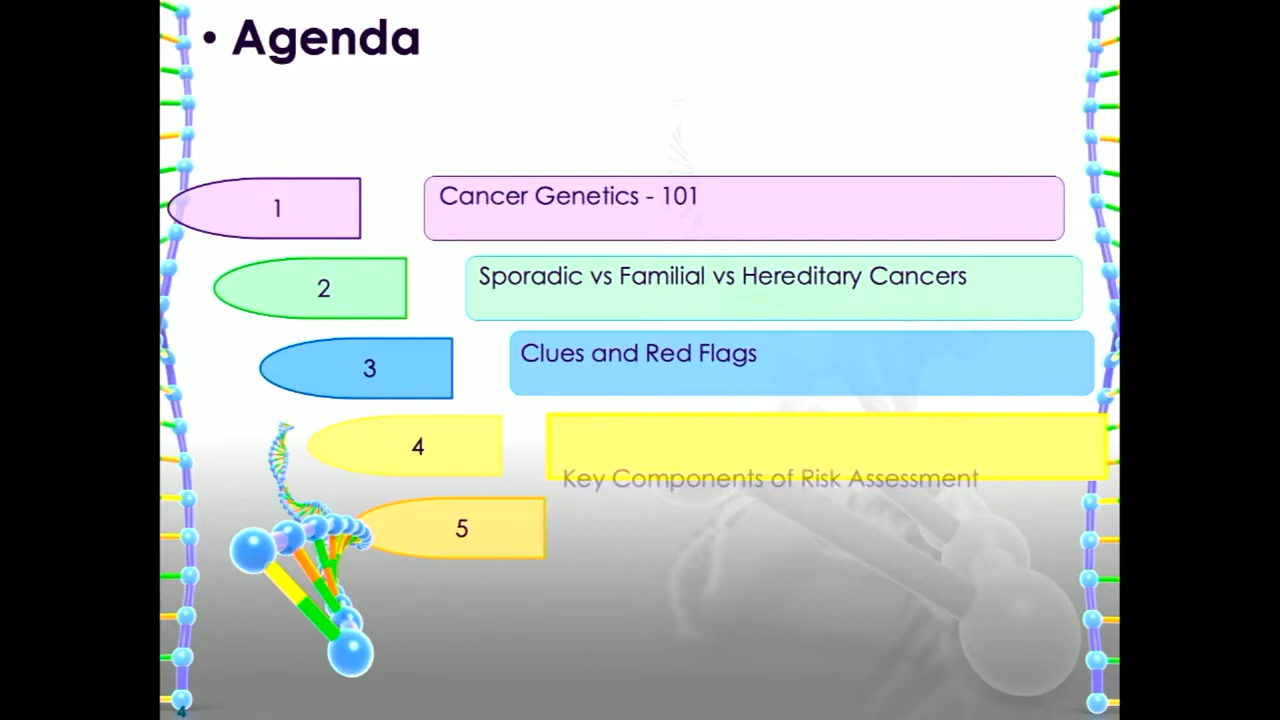 • Agenda
1
Cancer Genetics - 101
2
Sporadic vs Familial vs Hereditary Cancers
3
Clues and Red Flags
4
Key Components of Risk Assessment
5
4